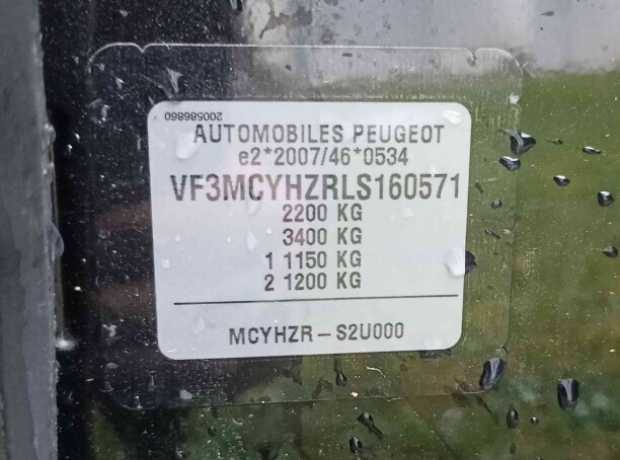 200586860
AUTOMOBILES PEUGEOT
e2*2007/46*0534
VF3MCYHZRLS160571
2200 KG
3400 KG
1 1150 KG
2 1200 KG
MCYHZR – S2U000